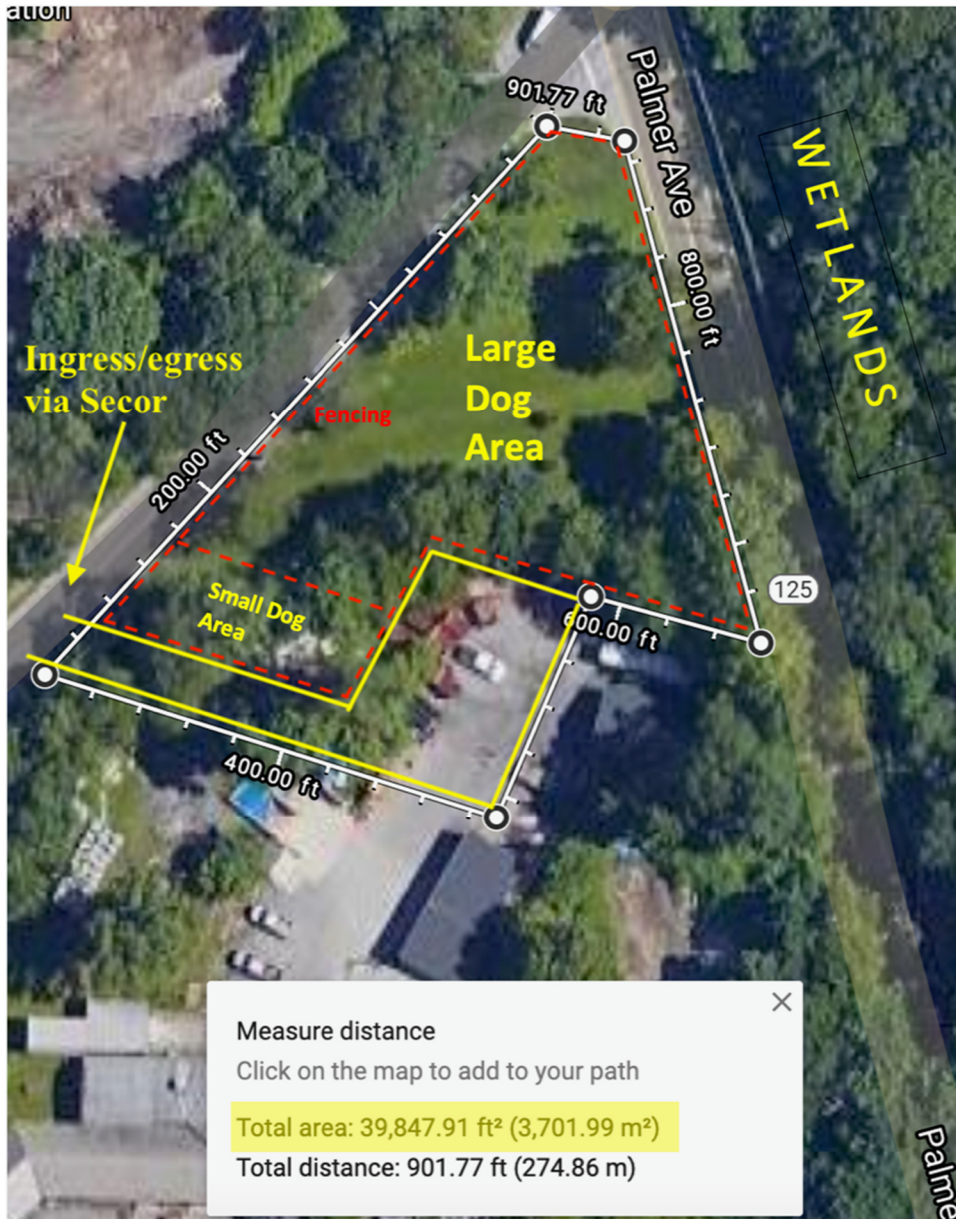 ation
901.77 ft
Palmer Ave
WETLANDS
800.00 ft
Large
Dog
Area
Ingress/egress
via Secor
Fencing
200.00 ft
125
Small Dog
Area
600.00 ft
400.00 ft
Measure distance
Click on the map to add to your path
Total area: 39,847.91 ft² (3,701.99 m²)
Total distance: 901.77 ft (274.86 m)
Palme